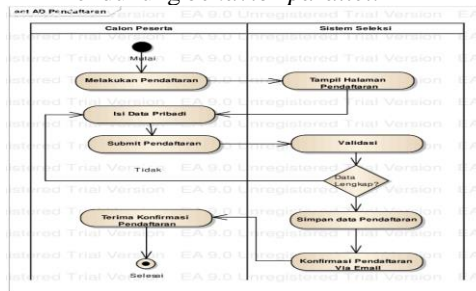 act AD Pendaftaran
Calon Peserta
Sistem Seleksi
Mulai
Melakukan Pendaftaran
Tampil Halaman
Pendaftaran
Isi Data Pribadi
Submit Pendaftaran
Validasi
Tidak
Data
Lengkap?
Terima Konfirmasi
Pendaftaran
Simpan data Pendaftaran
Konfirmasi Pendaftaran
Via Email
Selesai
EA 9.0 Unregistered Trial Version